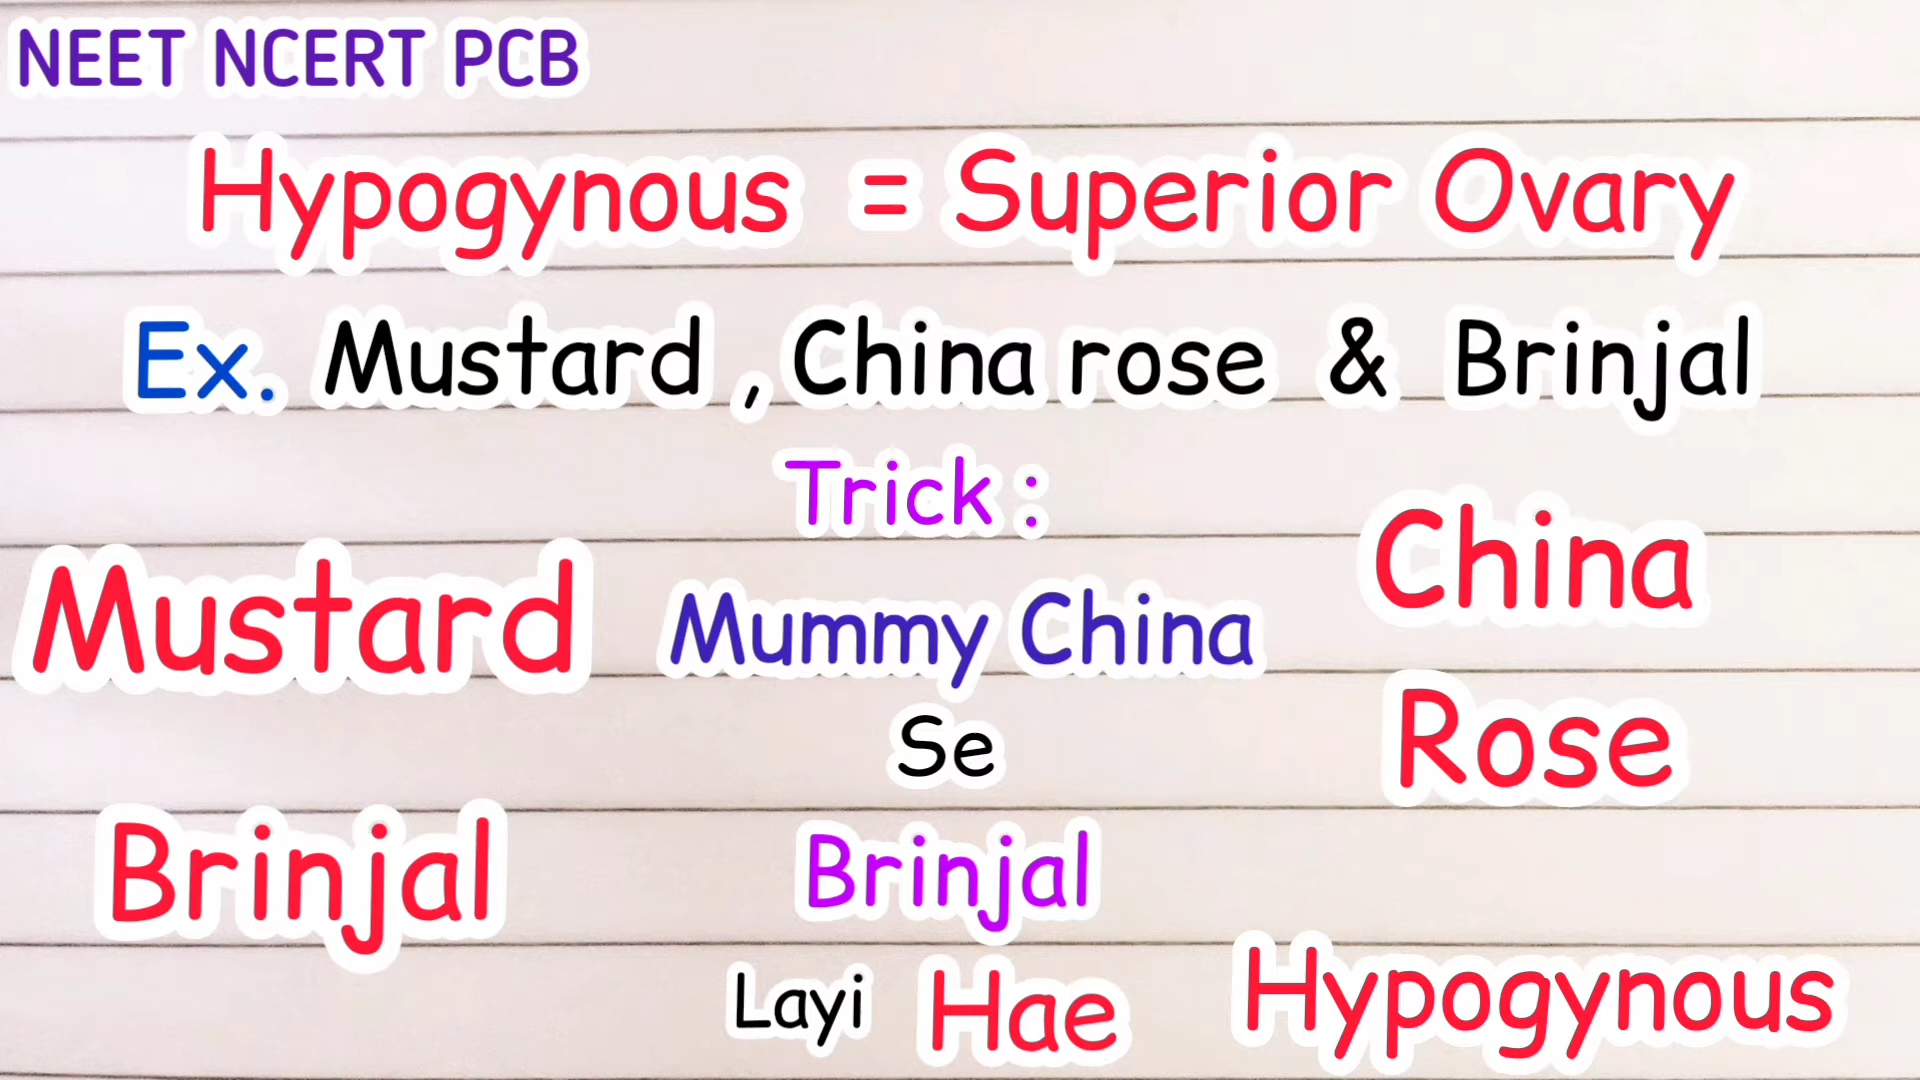 NEET NCERT PCB
Hypogynous = Superior Ovary
Ex. Mustard , China rose & Brinjal
Trick :
Mustard
Mummy China
China
Se
Rose
Brinjal
Brinjal
Layi Hae
Hypogynous